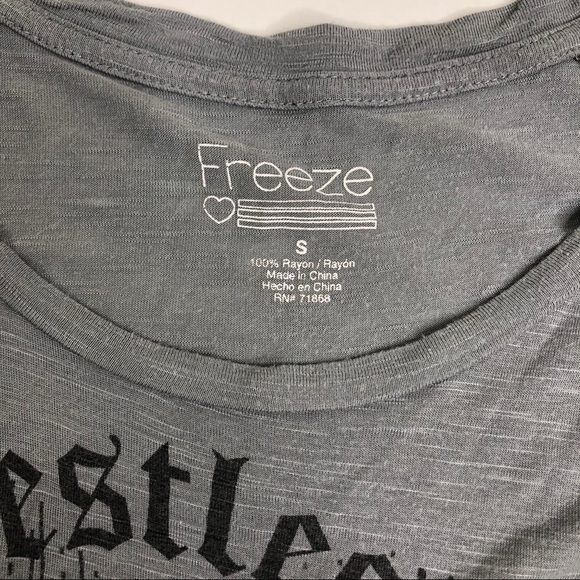 Freeze
S
100% Rayon / Rayón
Made in China
Hecho en China
RN# 71868